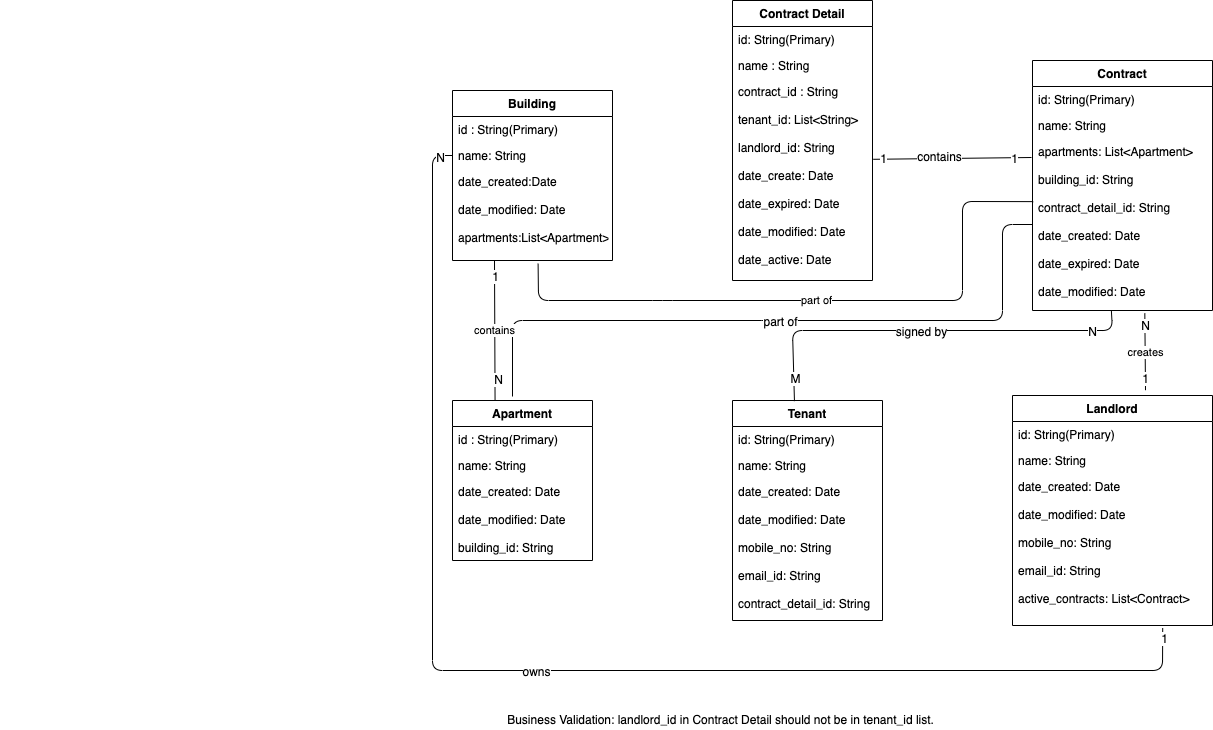 Contract Detail
id: String(Primary)
name : String
contract_id : String
tenant_id: List<String>
landlord_id: String
date_create: Date
date_expired: Date
date_modified: Date
date_active: Date
Contract
id: String(Primary)
name: String
apartments: List<Apartment>
building_id: String
contract_detail_id: String
date_created: Date
date_expired: Date
date_modified: Date
Building
id : String(Primary)
name: String
date_created:Date
date_modified: Date
apartments:List<Apartment>
1
contains
1
N
1
contains
N
part of
part of
signed by
N
M
N
creates
1
Apartment
id : String(Primary)
name: String
date_created: Date
date_modified: Date
building_id: String
Tenant
id: String(Primary)
name: String
date_created: Date
date_modified: Date
mobile_no: String
email_id: String
contract_detail_id: String
Landlord
id: String(Primary)
name: String
date_created: Date
date_modified: Date
mobile_no: String
email_id: String
active_contracts: List<Contract>
1
owns
Business Validation: landlord_id in Contract Detail should not be in tenant_id list.